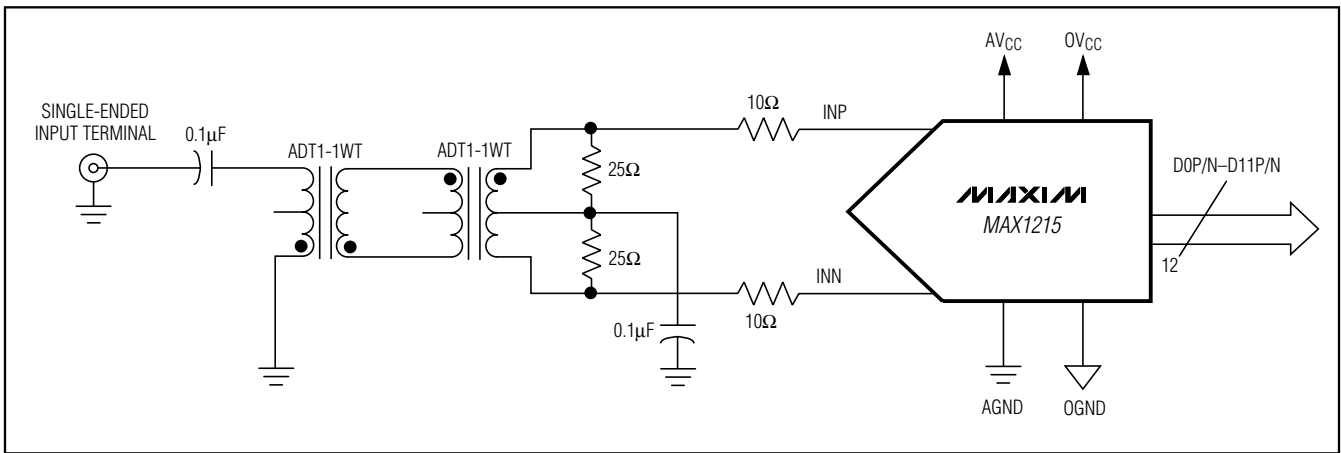 SINGLE-ENDED
INPUT TERMINAL
0.1μF
ADT1-1WT
ADT1-1WT
25Ω
25Ω
0.1μF
10Ω
INP
INN
10Ω
AVCC
OVCC
MAXIM
MAX1215
D0P/N–D11P/N
12
AGND
OGND